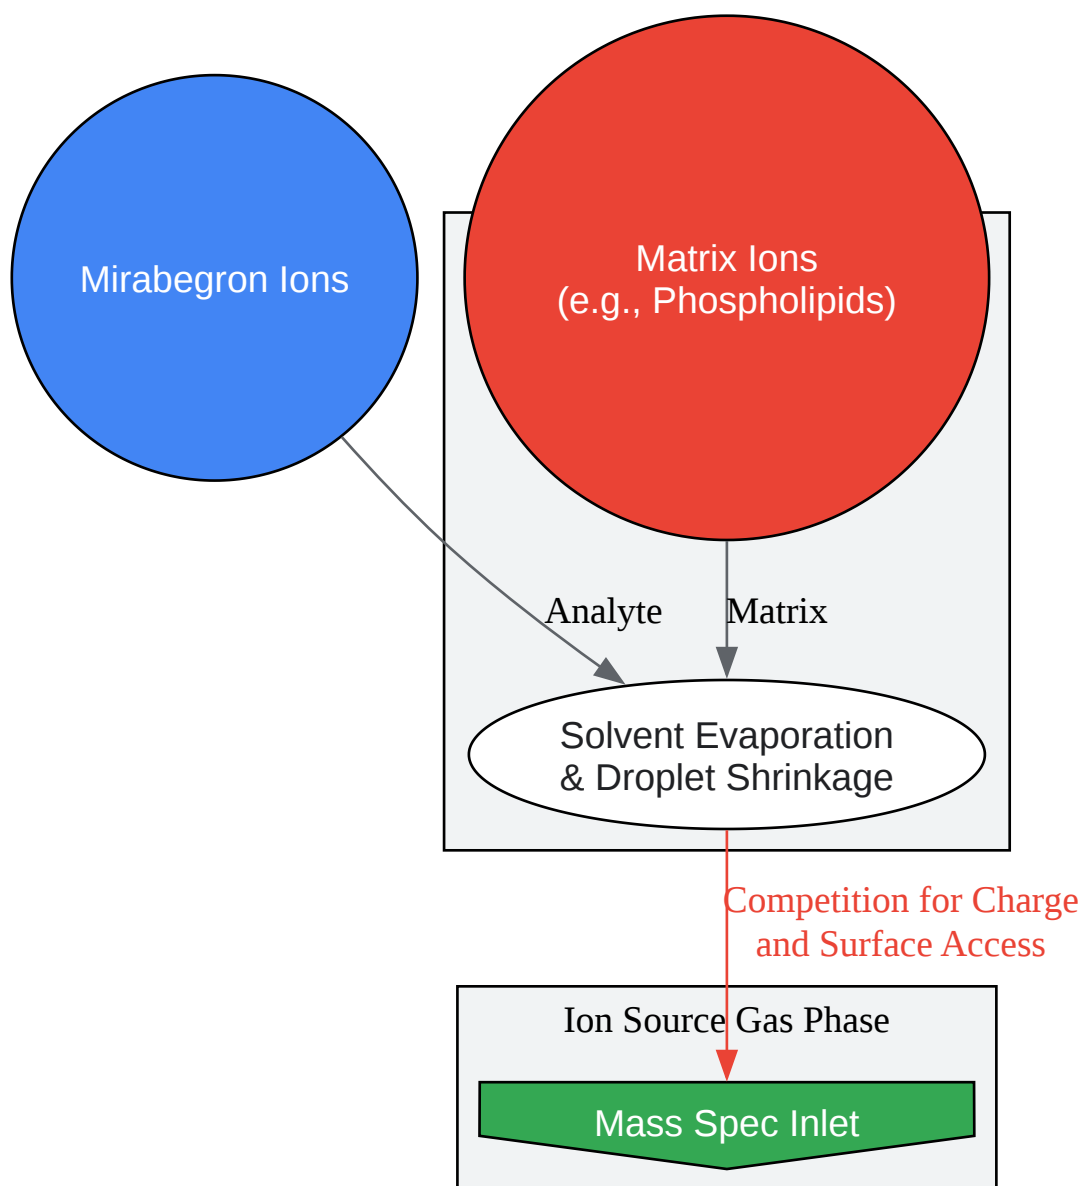 Mirabegron Ions
Matrix Ions
(e.g., Phospholipids)
Analyte
Matrix
Solvent Evaporation
& Droplet Shrinkage
Competition for Charge
and Surface Access
Ion Source Gas Phase
Mass Spec Inlet